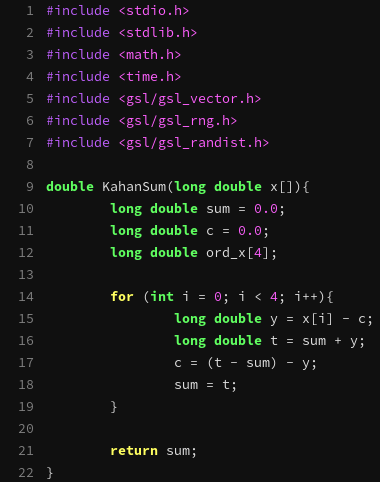 1 #include <stdio.h>
2 #include <stdlib.h>
3 #include <math.h>
4 #include <time.h>
5 #include <gsl/gsl_vector.h>
6 #include <gsl/gsl_rng.h>
7 #include <gsl/gsl_randist.h>
8
9 double KahanSum(long double x[]){
10         long double sum = 0.0;
11         long double c = 0.0;
12         long double ord_x[4];
13
14         for (int i = 0; i < 4; i++){
15                 long double y = x[i] - c;
16                 long double t = sum + y;
17                 c = (t - sum) - y;
18                 sum = t;
19         }
20
21         return sum;
22 }